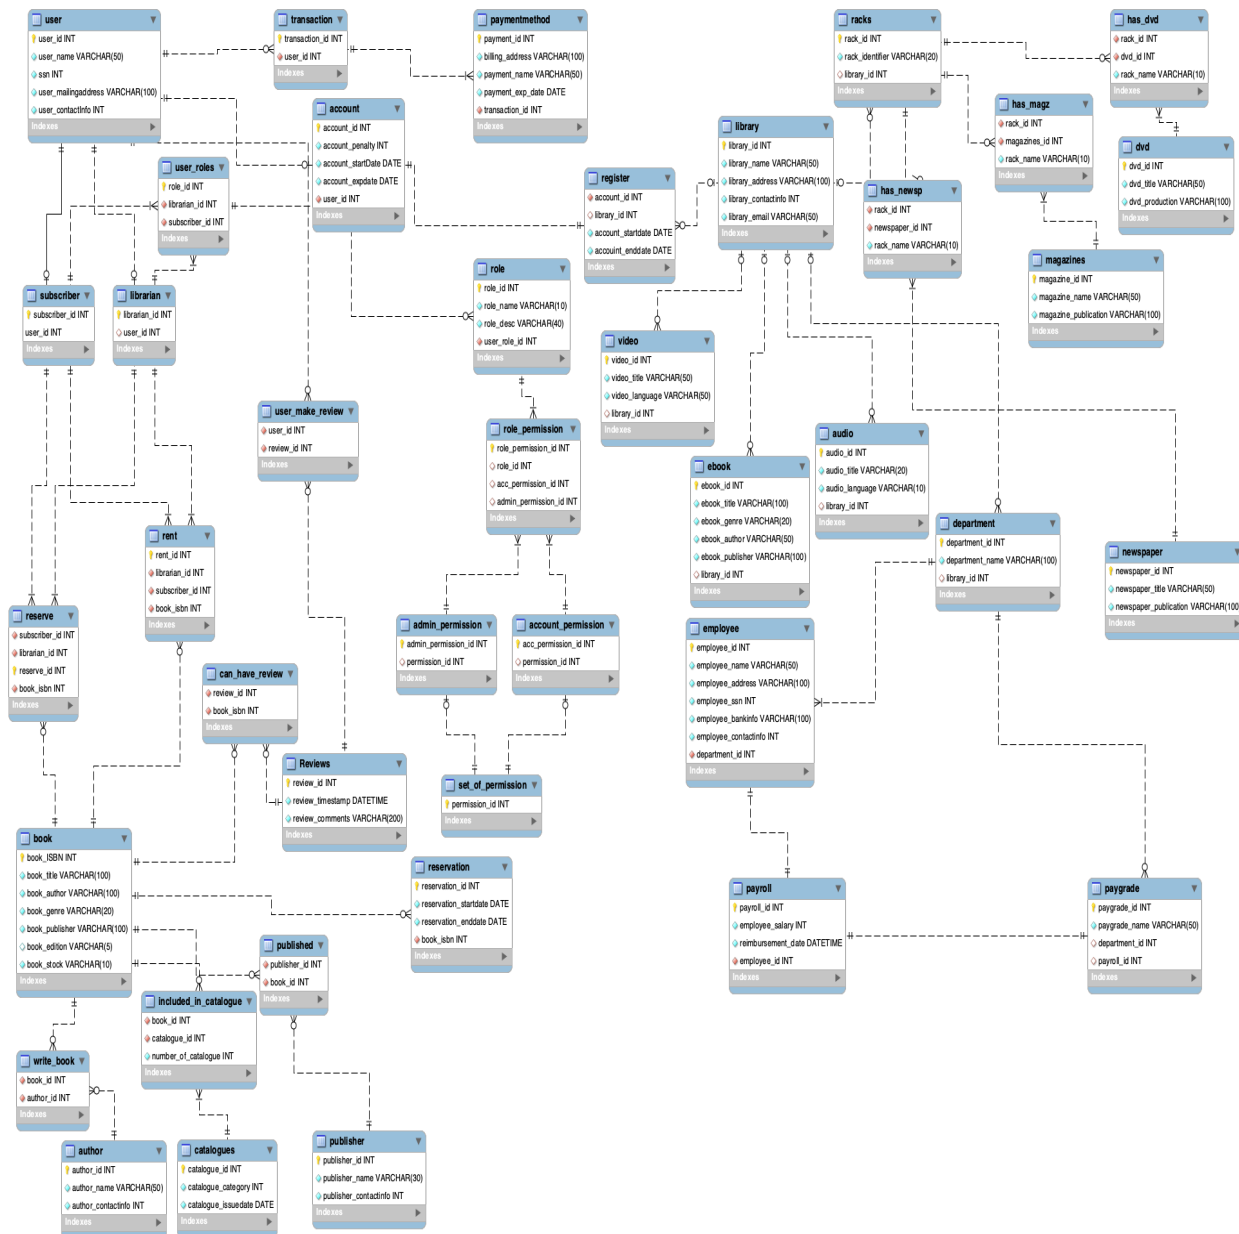 user
user_id INT
user_name VARCHAR(50)
ssn INT
user_mailingaddress VARCHAR(100)
user_contactInfo INT
Indexes
transaction
transaction_id INT
user_id INT
Indexes
paymentmethod
payment_id INT
billing_address VARCHAR(100)
payment_name VARCHAR(50)
payment_exp_date DATE
transaction_id INT
Indexes
racks
rack_id INT
rack_identifier VARCHAR(20)
library_id INT
Indexes
has_dvd
rack_id INT
dvd_id INT
rack_name VARCHAR(10)
Indexes
account
account_id INT
account_penalty INT
account_startDate DATE
account_expdate DATE
user_id INT
Indexes
has_magz
rack_id INT
magazines_id INT
rack_name VARCHAR(10)
Indexes
library
library_id INT
library_name VARCHAR(50)
library_address VARCHAR(100)
library_contactinfo INT
library_email VARCHAR(50)
Indexes
dvd
dvd_id INT
dvd_title VARCHAR(50)
dvd_production VARCHAR(100)
Indexes
user_roles
role_id INT
librarian_id INT
subscriber_id INT
Indexes
register
account_id INT
library_id INT
account_startdate DATE
accoint_enddate DATE
Indexes
has_newsp
rack_id INT
newspaper_id INT
rack_name VARCHAR(10)
Indexes
magazines
magazine_id INT
magazine_name VARCHAR(50)
magazine_publication VARCHAR(100)
Indexes
subscriber
subscriber_id INT
user_id INT
Indexes
librarian
librarian_id INT
user_id INT
Indexes
role
role_id INT
role_name VARCHAR(10)
role_desc VARCHAR(40)
user_role_id INT
Indexes
video
video_id INT
video_title VARCHAR(50)
video_language VARCHAR(50)
library_id INT
Indexes
user_make_review
user_id INT
review_id INT
Indexes
role_permission
role_permission_id INT
role_id INT
acc_permission_id INT
admin_permission_id INT
Indexes
audio
audio_id INT
audio_title VARCHAR(20)
audio_language VARCHAR(10)
library_id INT
Indexes
ebook
ebook_id INT
ebook_title VARCHAR(100)
ebook_genre VARCHAR(20)
ebook_author VARCHAR(50)
ebook_publisher VARCHAR(100)
library_id INT
Indexes
department
department_id INT
department_name VARCHAR(100)
library_id INT
Indexes
newspaper
newspaper_id INT
newspaper_title VARCHAR(50)
newspaper_publication VARCHAR(100
Indexes
rent
rent_id INT
librarian_id INT
subscriber_id INT
book_isbn INT
Indexes
reserve
subscriber_id INT
librarian_id INT
reserve_id INT
book_isbn INT
Indexes
admin_permission
admin_permission_id INT
permission_id INT
Indexes
account_permission
acc_permission_id INT
permission_id INT
Indexes
employee
employee_id INT
employee_name VARCHAR(50)
employee_address VARCHAR(100)
employee_ssn INT
employee_bankinfo VARCHAR(100)
employee_contactinfo INT
department_id INT
Indexes
can_have_review
review_id INT
book_isbn INT
Indexes
Reviews
review_id INT
review_timestamp DATETIME
review_comments VARCHAR(200)
Indexes
set_of_permission
permission_id INT
Indexes
book
book_ISBN INT
book_title VARCHAR(100)
book_author VARCHAR(100)
book_genre VARCHAR(20)
book_publisher VARCHAR(100)
book_edition VARCHAR(5)
book_stock VARCHAR(10)
Indexes
reservation
reservation_id INT
reservation_startdate DATE
reservation_enddate DATE
book_isbn INT
Indexes
payroll
payroll_id INT
employee_salary INT
reimbursement_date DATETIME
employee_id INT
Indexes
paygrade
paygrade_id INT
paygrade_name VARCHAR(50)
department_id INT
payroll_id INT
Indexes
published
publisher_id INT
book_id INT
Indexes
included_in_catalogue
book_id INT
catalogue_id INT
number_of_catalogue INT
Indexes
write_book
book_id INT
author_id INT
Indexes
author
author_id INT
author_name VARCHAR(50)
author_contactinfo INT
Indexes
catalogues
catalogue_id INT
catalogue_category INT
catalogue_issuedate DATE
Indexes
publisher
publisher_id INT
publisher_name VARCHAR(30)
publisher_contactinfo INT
Indexes